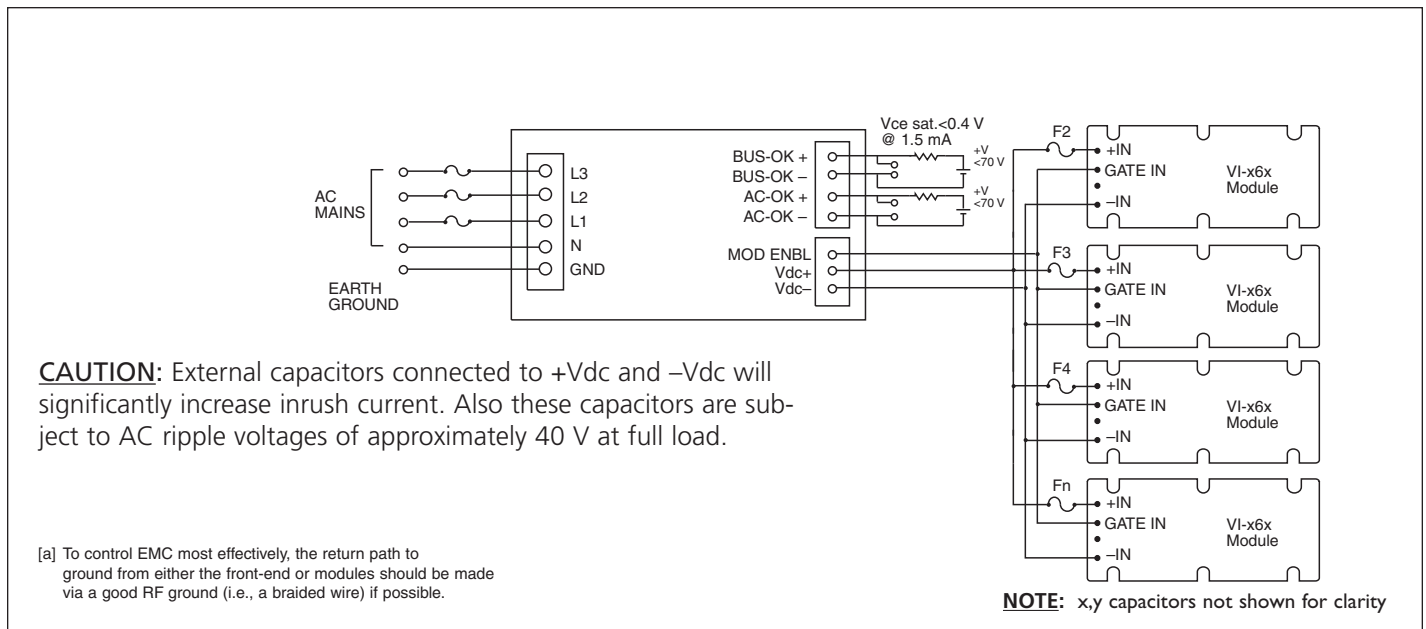 AC
MAINS
EARTH
GROUND
L3
L2
L1
N
GND
BUS-OK +
BUS-OK –
AC-OK +
AC-OK –
MOD ENBL
Vdc+
Vdc–
Vce sat.<0.4 V
@ 1.5 mA
+V
<70 V
+V
<70 V
F2
+IN
GATE IN
–IN
VI-x6x
Module
F3
+IN
GATE IN
–IN
VI-x6x
Module
F4
+IN
GATE IN
–IN
VI-x6x
Module
Fn
+IN
GATE IN
–IN
VI-x6x
Module
CAUTION: External capacitors connected to +Vdc and –Vdc will
significantly increase inrush current. Also these capacitors are sub-
ject to AC ripple voltages of approximately 40 V at full load.
[a] To control EMC most effectively, the return path to
ground from either the front-end or modules should be made
via a good RF ground (i.e., a braided wire) if possible.
NOTE: x,y capacitors not shown for clarity